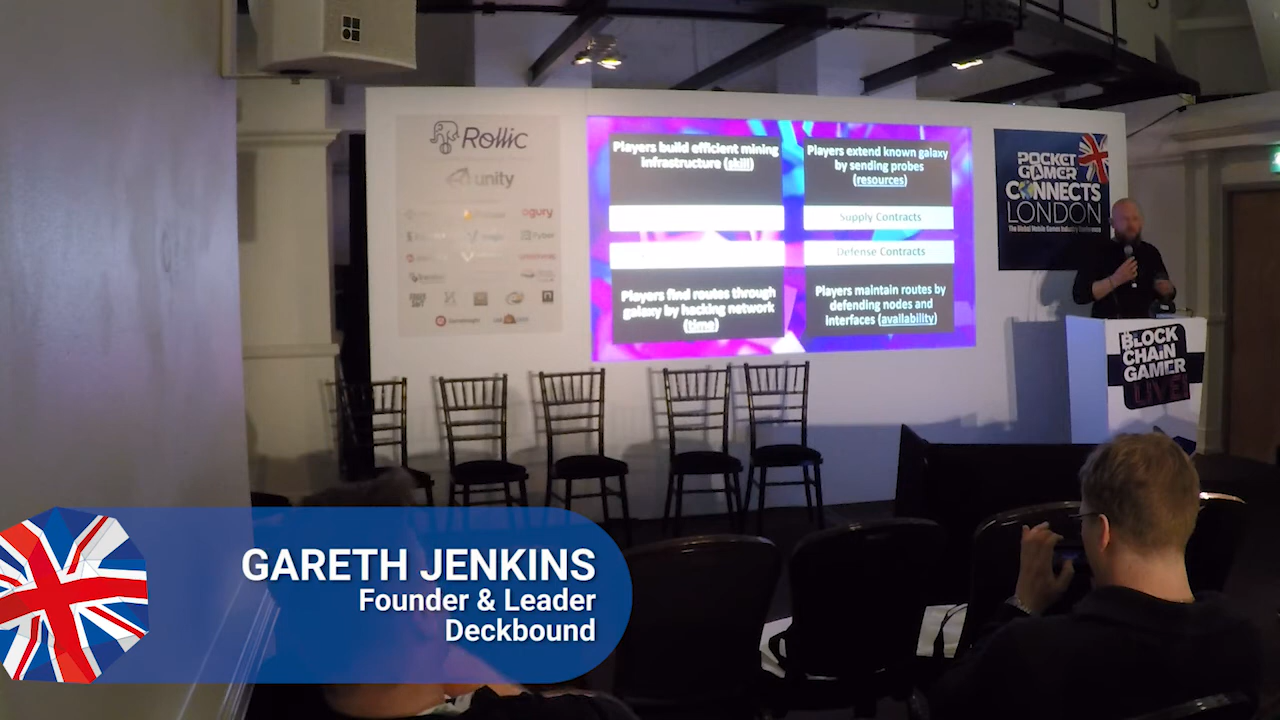 Rollic
unity
ogury
Fyber
Players build efficient mining
infrastructure (skill)
Players extend known galaxy
by sending probes
(resources)
Supply Contracts
Defense Contracts
Players find routes through
galaxy by hacking network
(time)
Players maintain routes by
defending nodes and
interfaces (availability)
POCKET
GAMER
CONNECTS
LONDON
The Global Mobile Games Industry Conference
BLOCK
CHAIN
GAMER
LIVE!
GARETH JENKINS
Founder & Leader
Deckbound